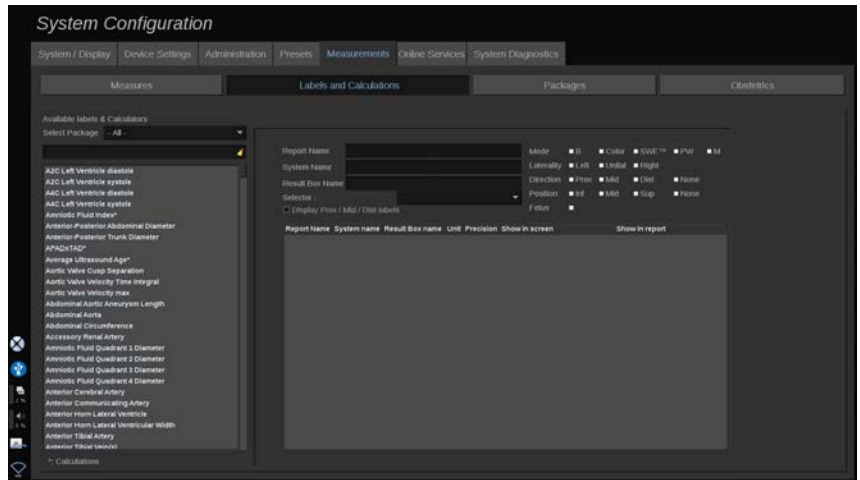 System Configuration
System / Display Device Settings Administration Presets Measurements Online Services System Diagnostics
Measures Labels and Calculations Packages Obstetrics
Available labels & Calculators
Select Package - All -
Report Name
System Name
Result Box Name
Selector :
Display Prox / Mid / Dist labels
Mode B Color SWE™ PW M
Laterality Left Unilat Right
Direction Prox Mid Dist None
Position Inf Mid Sup None
Fetus
Report Name System name Result Box name Unit Precision Show in screen Show in report
A2C Left Ventricle diastole
A2C Left Ventricle systole
A4C Left Ventricle diastole
A4C Left Ventricle systole
Amniotic Fluid Index*
Anterior-Posterior Abdominal Diameter
Anterior-Posterior Trunk Diameter
APADxTAD*
Average Ultrasound Age*
Aortic Valve Cusp Separation
Aortic Valve Velocity Time Integral
Aortic Valve Velocity max
Abdominal Aortic Aneurysm Length
Abdominal Aorta
Abdominal Circumference
Accessory Renal Artery
Amniotic Fluid Quadrant 1 Diameter
Amniotic Fluid Quadrant 2 Diameter
Amniotic Fluid Quadrant 3 Diameter
Amniotic Fluid Quadrant 4 Diameter
Anterior Cerebral Artery
Anterior Communicating Artery
Anterior Horn Lateral Ventricle
Anterior Horn Lateral Ventricular Width
Anterior Tibial Artery
Anterior Tibial Vein(s)
*: Calculations